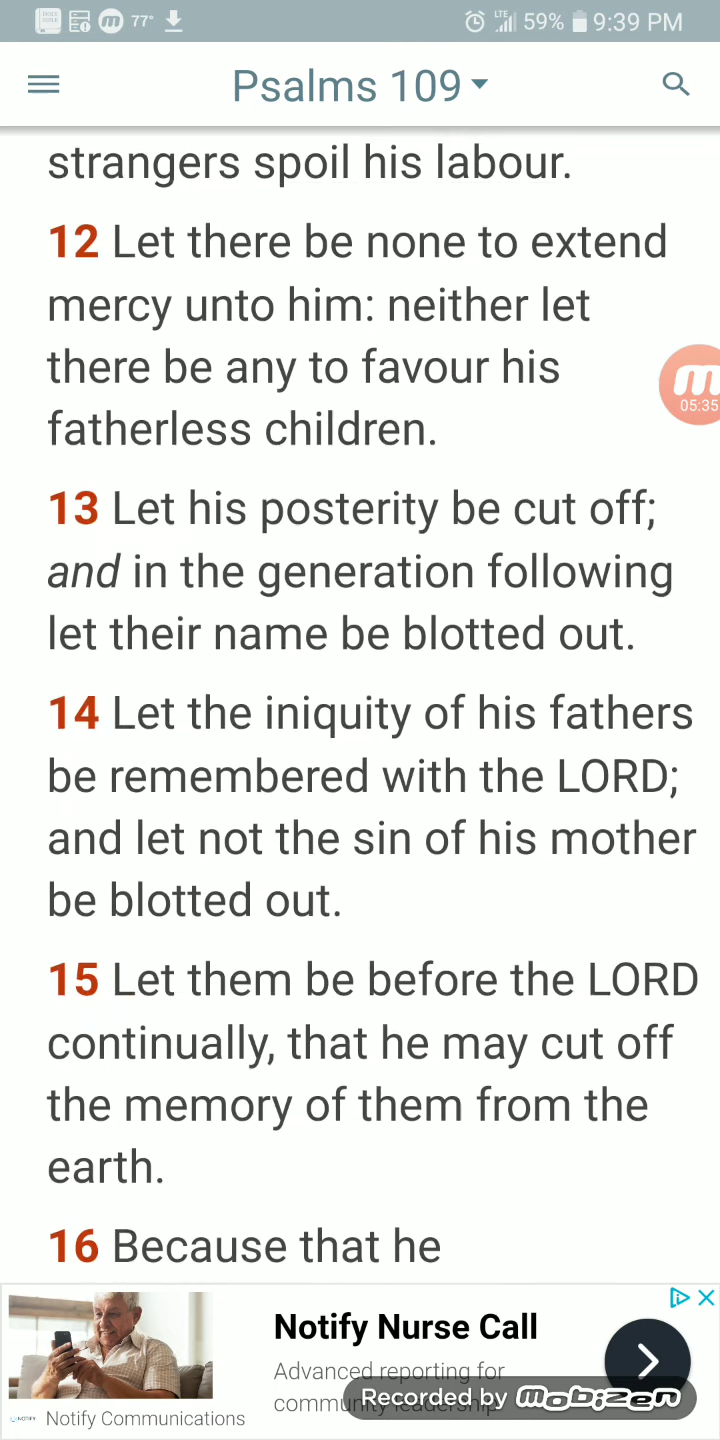 77° LTE 59% 9:39 PM
Psalms 109
strangers spoil his labour.
12 Let there be none to extend
mercy unto him: neither let
there be any to favour his
fatherless children.
05:35
13 Let his posterity be cut off;
and in the generation following
let their name be blotted out.
14 Let the iniquity of his fathers
be remembered with the LORD;
and let not the sin of his mother
be blotted out.
15 Let them be before the LORD
continually, that he may cut off
the memory of them from the
earth.
16 Because that he
Notify Nurse Call
Advanced reporting for
community leadership
Recorded by Mobizen
NOTIFY Notify Communications